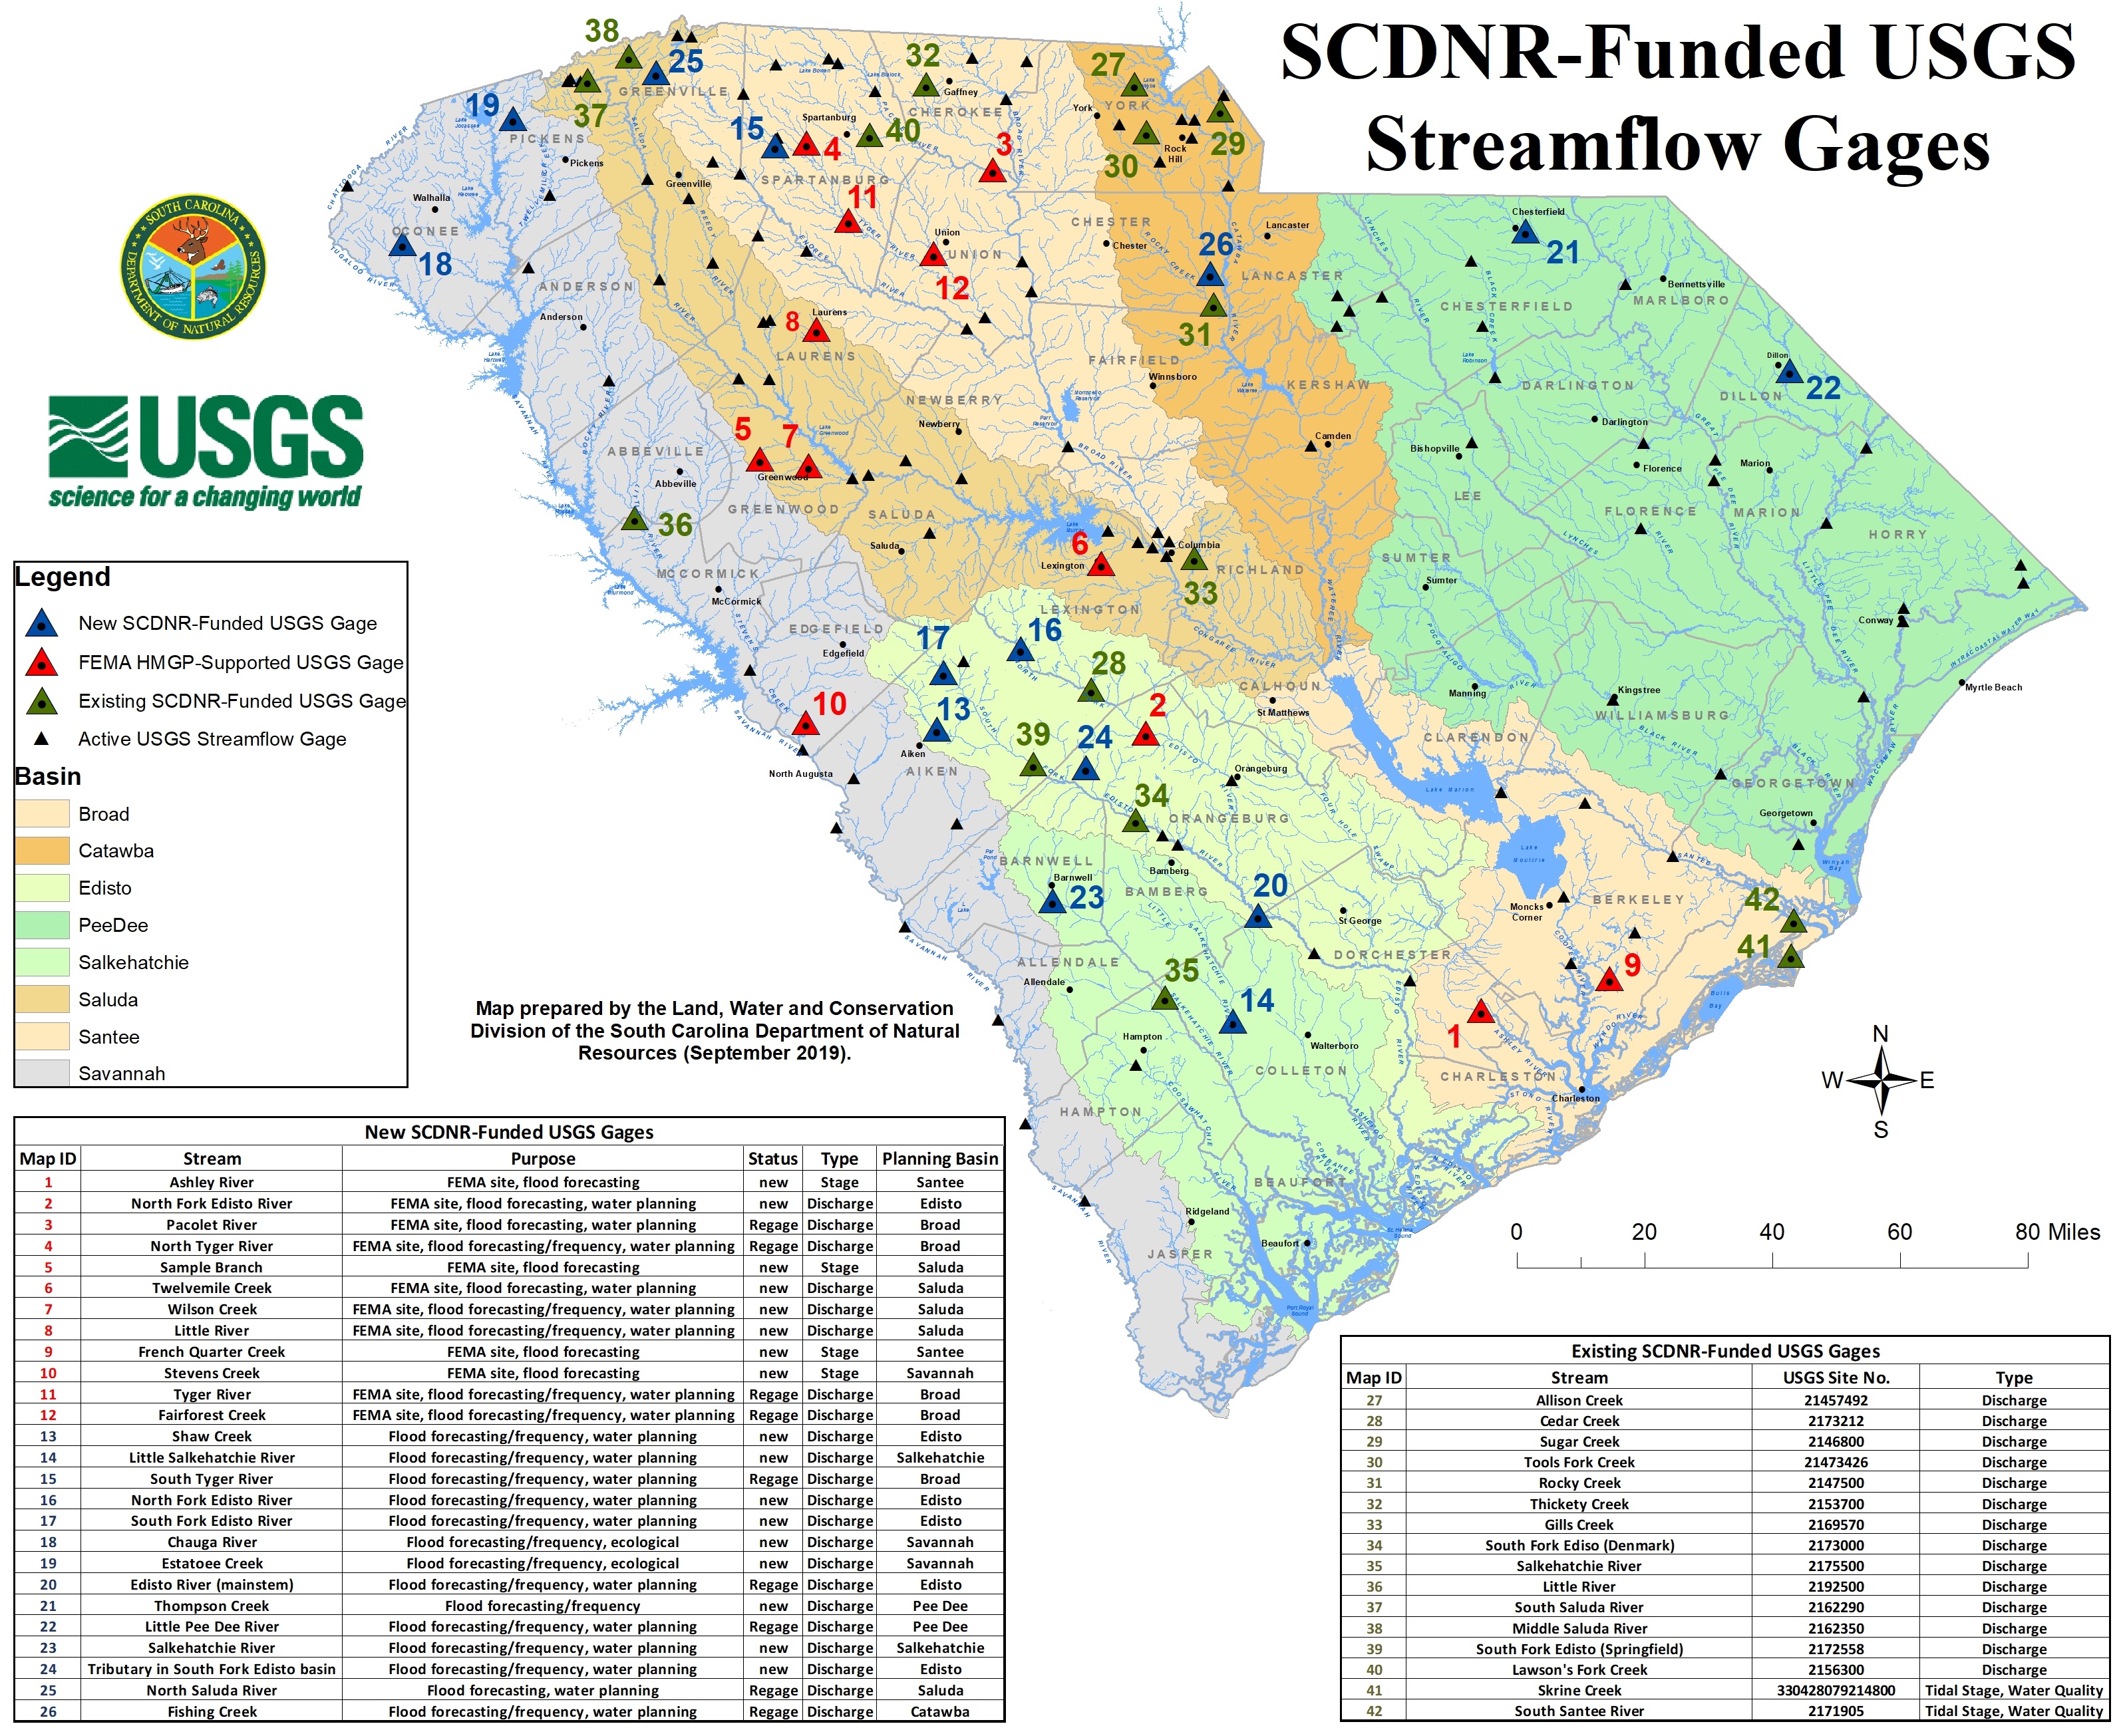 SCDNR-Funded USGS
Streamflow Gages
SOUTH CAROLINA
DEPARTMENT OF NATURAL RESOURCES
USGS
science for a changing world
Legend
New SCDNR-Funded USGS Gage
FEMA HMGP-Supported USGS Gage
Existing SCDNR-Funded USGS Gage
Active USGS Streamflow Gage
Basin
Broad
Catawba
Edisto
PeeDee
Salkehatchie
Saluda
Santee
Savannah
38
25
GREENVILLE
37
19
PICKENS
Pickens
Walhalla
OCONEE
18
CHATTOOGA RIVER
TUGALOO RIVER
Greenville
15
Spartanburg
4
40
SPARTANBURG
32
Gaffney
CHEROKEE
3
11
Union
UNION
12
27
York
YORK
30
Rock
Hill
29
CHESTER
Chester
26
Lancaster
LANCASTER
31
Chesterfield
21
CHESTERFIELD
Bennettsville
MARLBORO
ANDERSON
Anderson
8
Laurens
LAURENS
FAIRFIELD
Winnsboro
KERSHAW
Camden
DARLINGTON
Darlington
Dillon
22
DILLON
NEWBERRY
Newberry
5
7
Greenwood
GREENWOOD
ABBEVILLE
Abbeville
36
SALUDA
Saluda
Bishopville
LEE
Florence
FLORENCE
Marion
MARION
HORRY
6
Lexington
LEXINGTON
Columbia
33
RICHLAND
SUMTER
Sumter
MCCORMICK
McCormick
EDGEFIELD
Edgefield
17
16
28
13
2
39
24
34
10
Aiken
AIKEN
North Augusta
CALHOUN
St Matthews
Manning
CLARENDON
Kingstree
WILLIAMSBURG
Conway
Myrtle Beach
INTRACOASTAL WATER WAY
Orangeburg
ORANGEBURG
Lake Marion
Lake
Moultrie
GEORGETOWN
Georgetown
Winyah
Bay
BARNWELL
Barnwell
23
Bamberg
BAMBERG
20
St George
DORCHESTER
Moncks
Corner
BERKELEY
42
41
9
1
Bulls
Bay
ALLENDALE
Allendale
35
14
Hampton
HAMPTON
Walterboro
COLLETON
CHARLESTON
Charleston
BEAUFORT
Beaufort
Ridgeland
JASPER
Port Royal
Sound
Map prepared by the Land, Water and Conservation
Division of the South Carolina Department of Natural
Resources (September 2019).
N
W E
S
0 20 40 60 80 Miles
New SCDNR-Funded USGS Gages
Map ID Stream Purpose Status Type Planning Basin
1 Ashley River FEMA site, flood forecasting new Stage Santee
2 North Fork Edisto River FEMA site, flood forecasting, water planning new Discharge Edisto
3 Pacolet River FEMA site, flood forecasting, water planning Regage Discharge Broad
4 North Tyger River FEMA site, flood forecasting/frequency, water planning Regage Discharge Broad
5 Sample Branch FEMA site, flood forecasting new Stage Saluda
6 Twelvemile Creek FEMA site, flood forecasting, water planning new Discharge Saluda
7 Wilson Creek FEMA site, flood forecasting/frequency, water planning new Discharge Saluda
8 Little River FEMA site, flood forecasting/frequency, water planning new Discharge Saluda
9 French Quarter Creek FEMA site, flood forecasting new Stage Santee
10 Stevens Creek FEMA site, flood forecasting new Stage Savannah
11 Tyger River FEMA site, flood forecasting/frequency, water planning Regage Discharge Broad
12 Fairforest Creek FEMA site, flood forecasting/frequency, water planning Regage Discharge Broad
13 Shaw Creek Flood forecasting/frequency, water planning new Discharge Edisto
14 Little Salkehatchie River Flood forecasting/frequency, water planning new Discharge Salkehatchie
15 South Tyger River Flood forecasting/frequency, water planning Regage Discharge Broad
16 North Fork Edisto River Flood forecasting/frequency, water planning new Discharge Edisto
17 South Fork Edisto River Flood forecasting/frequency, water planning new Discharge Edisto
18 Chauga River Flood forecasting/frequency, ecological new Discharge Savannah
19 Estatoee Creek Flood forecasting/frequency, ecological new Discharge Savannah
20 Edisto River (mainstem) Flood forecasting/frequency, water planning Regage Discharge Edisto
21 Thompson Creek Flood forecasting/frequency new Discharge Pee Dee
22 Little Pee Dee River Flood forecasting/frequency, water planning Regage Discharge Pee Dee
23 Salkehatchie River Flood forecasting/frequency, water planning new Discharge Salkehatchie
24 Tributary in South Fork Edisto basin Flood forecasting/frequency, water planning new Discharge Edisto
25 North Saluda River Flood forecasting, water planning Regage Discharge Saluda
26 Fishing Creek Flood forecasting/frequency, water planning Regage Discharge Catawba
Existing SCDNR-Funded USGS Gages
Map ID Stream USGS Site No. Type
27 Allison Creek 21457492 Discharge
28 Cedar Creek 2173212 Discharge
29 Sugar Creek 2146800 Discharge
30 Tools Fork Creek 21473426 Discharge
31 Rocky Creek 2147500 Discharge
32 Thickety Creek 2153700 Discharge
33 Gills Creek 2169570 Discharge
34 South Fork Ediso (Denmark) 2173000 Discharge
35 Salkehatchie River 2175500 Discharge
36 Little River 2192500 Discharge
37 South Saluda River 2162290 Discharge
38 Middle Saluda River 2162350 Discharge
39 South Fork Edisto (Springfield) 2172558 Discharge
40 Lawson's Fork Creek 2156300 Discharge
41 Skrine Creek 330428079214800 Tidal Stage, Water Quality
42 South Santee River 2171905 Tidal Stage, Water Quality